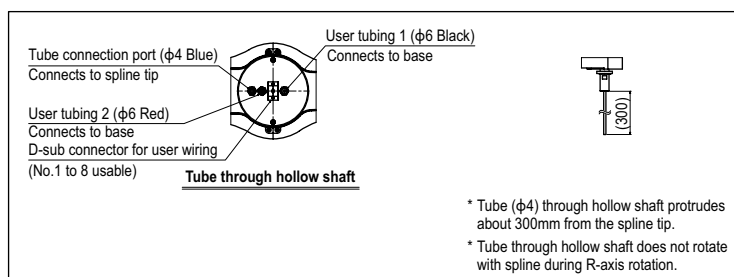 User tubing 1 (ϕ6 Black)
Connects to base
Tube connection port (ϕ4 Blue)
Connects to spline tip
User tubing 2 (ϕ6 Red)
Connects to base
D-sub connector for user wiring
(No.1 to 8 usable)
Tube through hollow shaft
(300)
* Tube (ϕ4) through hollow shaft protrudes
about 300mm from the spline tip.
* Tube through hollow shaft does not rotate
with spline during R-axis rotation.